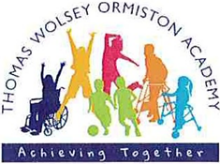 THOMAS WOLSEY ORMISTON ACADEMY
Achieving Together